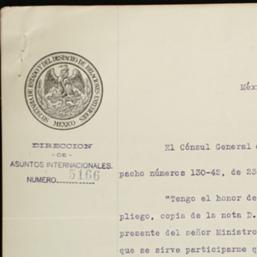 SECRETARIA DE ESTADO Y DEL DESPACHO DE RELACIONES EXTERIORES
MEXICO
Méx
DIRECCION
-DE-
ASUNTOS INTERNACIONALES.
NUMERO 5166
El Cónsul General
pacho números 130-42, de 23
"Tengo el honor de
pliego, copia de la nota D.
presente del señor Ministro
que se sirve participarme q